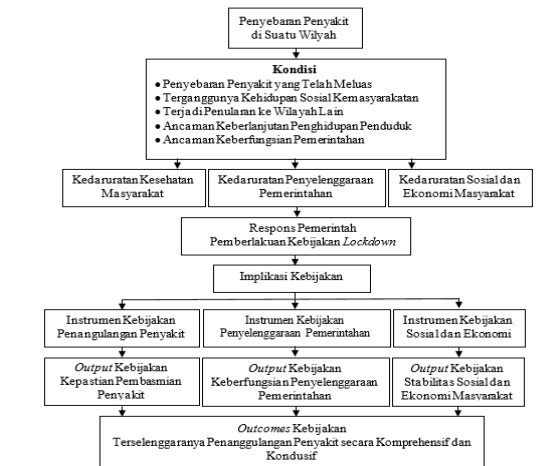 Penyebaran Penyakit
di Suatu Wilyah
Kondisi
• Penyebaran Penyakit yang Telah Meluas
• Terganggunya Kehidupan Sosial Kemasyarakatan
• Terjadi Penularan ke Wilayah Lain
• Ancaman Keberlanjutan Penghidupan Penduduk
• Ancaman Keberfungsian Pemerintahan
Kedaruratan Kesehatan
Masyarakat
Kedaruratan Penyelenggaraan
Pemerintahan
Kedaruratan Sosial dan
Ekonomi Masyarakat
Respons Pemerintah
Pemberlakuan Kebijakan Lockdown
Implikasi Kebijakan
Instrumen Kebijakan
Penangulangan Penyakit
Instrumen Kebijakan
Penyelenggaraan Pemerintahan
Instrumen Kebijakan
Sosial dan Ekonomi
Output Kebijakan
Kepastian Pembasmian
Penyakit
Output Kebijakan
Keberfungsian Penyelenggaraan
Pemerintahan
Output Kebijakan
Stabilitas Sosial dan
Ekonomi Masyarakat
Outcomes Kebijakan
Terselenggaranya Penanggulangan Penyakit secara Komprehensif dan
Kondusif